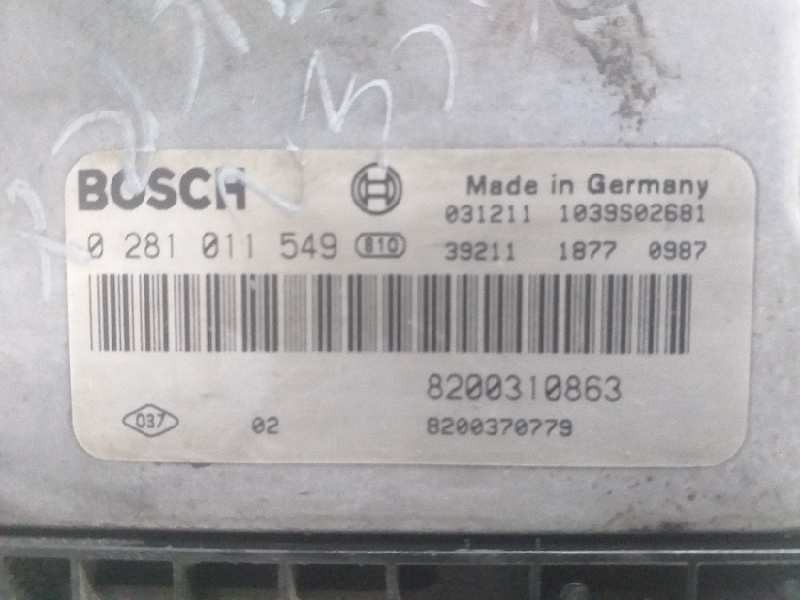 BOSCH
Made in Germany
031211 1039S02681
0 281 011 549 810
39211 1877 0987
8200310863
037 02 8200370779